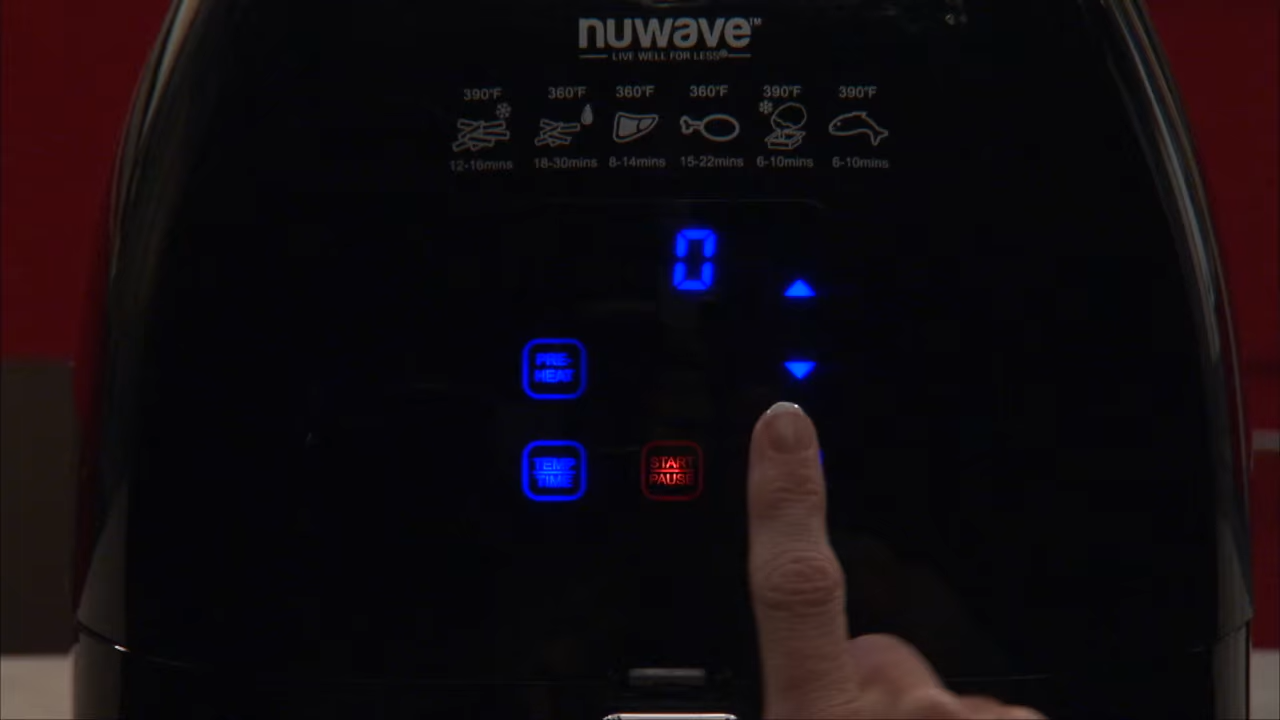 nuwave™
LIVE WELL FOR LESS®
390°F 360°F 360°F 360°F 390°F 390°F
12-16mins 18-30mins 8-14mins 15-22mins 6-10mins 6-10mins
0
PRE-
HEAT
TEMP
TIME
START
PAUSE